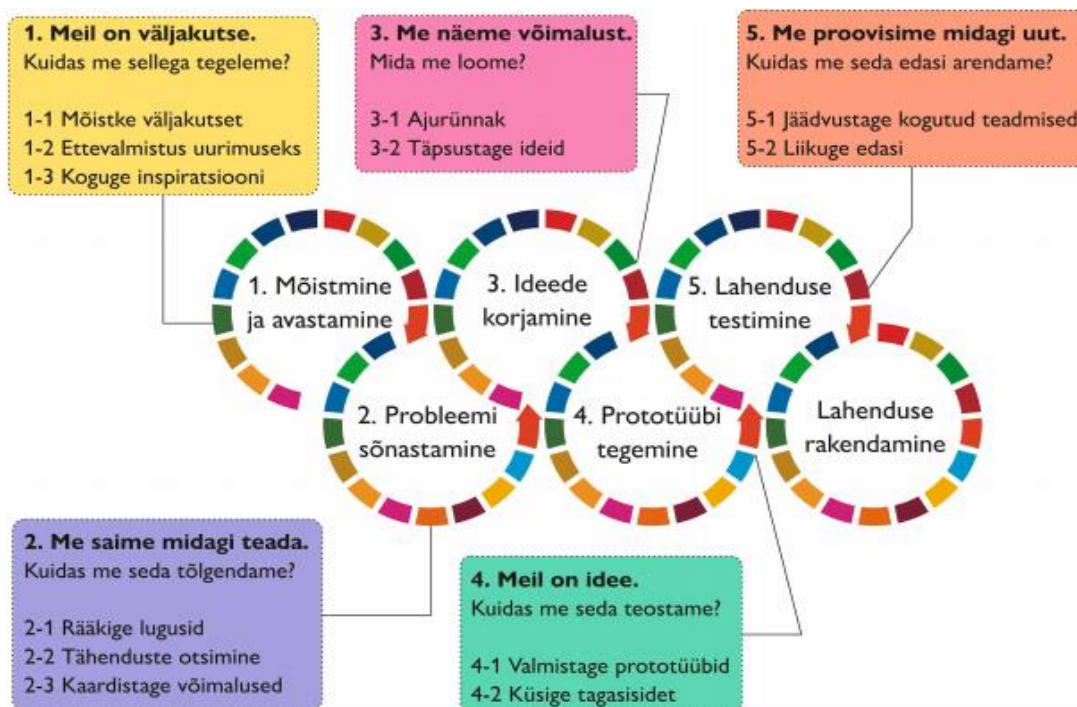 1. Meil on väljakutse.
Kuidas me sellega tegeleme?
1-1 Mõistke väljakutset
1-2 Ettevalmistus uurimuseks
1-3 Koguge inspiratsiooni
3. Me näeme võimalust.
Mida me loome?
3-1 Ajurünnak
3-2 Täpsustage ideid
5. Me proovisime midagi uut.
Kuidas me seda edasi arendame?
5-1 Jäädvustage kogutud teadmised
5-2 Liikuge edasi
1. Mõistmine
ja avastamine
3. Ideede
korjamine
5. Lahenduse
testimine
2. Probleemi
sõnastamine
4. Prototüübi
tegemine
Lahenduse
rakendamine
2. Me saime midagi teada.
Kuidas me seda tõlgendame?
2-1 Rääkige lugusid
2-2 Tähenduste otsimine
2-3 Kaardistage võimalused
4. Meil on idee.
Kuidas me seda teostame?
4-1 Valmistage prototüübid
4-2 Küsige tagasisidet